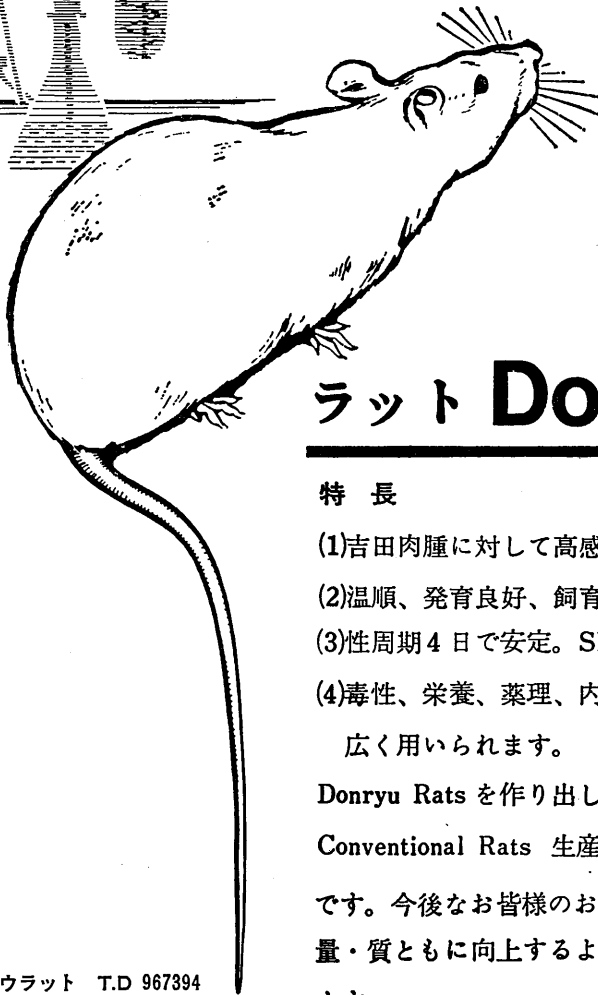 ラット Do
特 長
(1)吉田肉腫に対して高感
(2)温順、発育良好、飼育
(3)性周期4日で安定。S
(4)毒性、栄養、薬理、内
広く用いられます。
Donryu Rats を作り出し
Conventional Rats 生産
です。今後なお皆様のお
量・質ともに向上するよ
ウラット T.D 967394